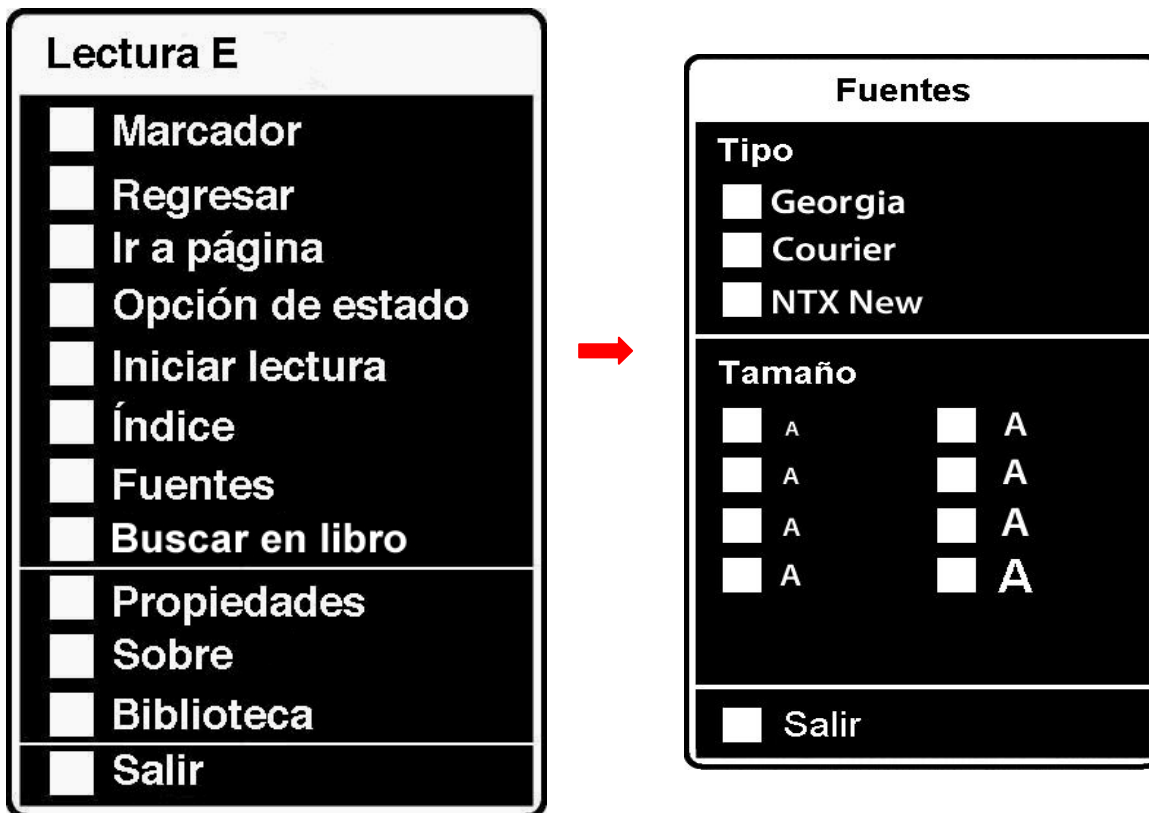 Lectura E
Marcador
Regresar
Ir a página
Opción de estado
Iniciar lectura
Índice
Fuentes
Buscar en libro
Propiedades
Sobre
Biblioteca
Salir
Fuentes
Tipo
Georgia
Courier
NTX New
Tamaño
A A
A A
A A
A A
Salir